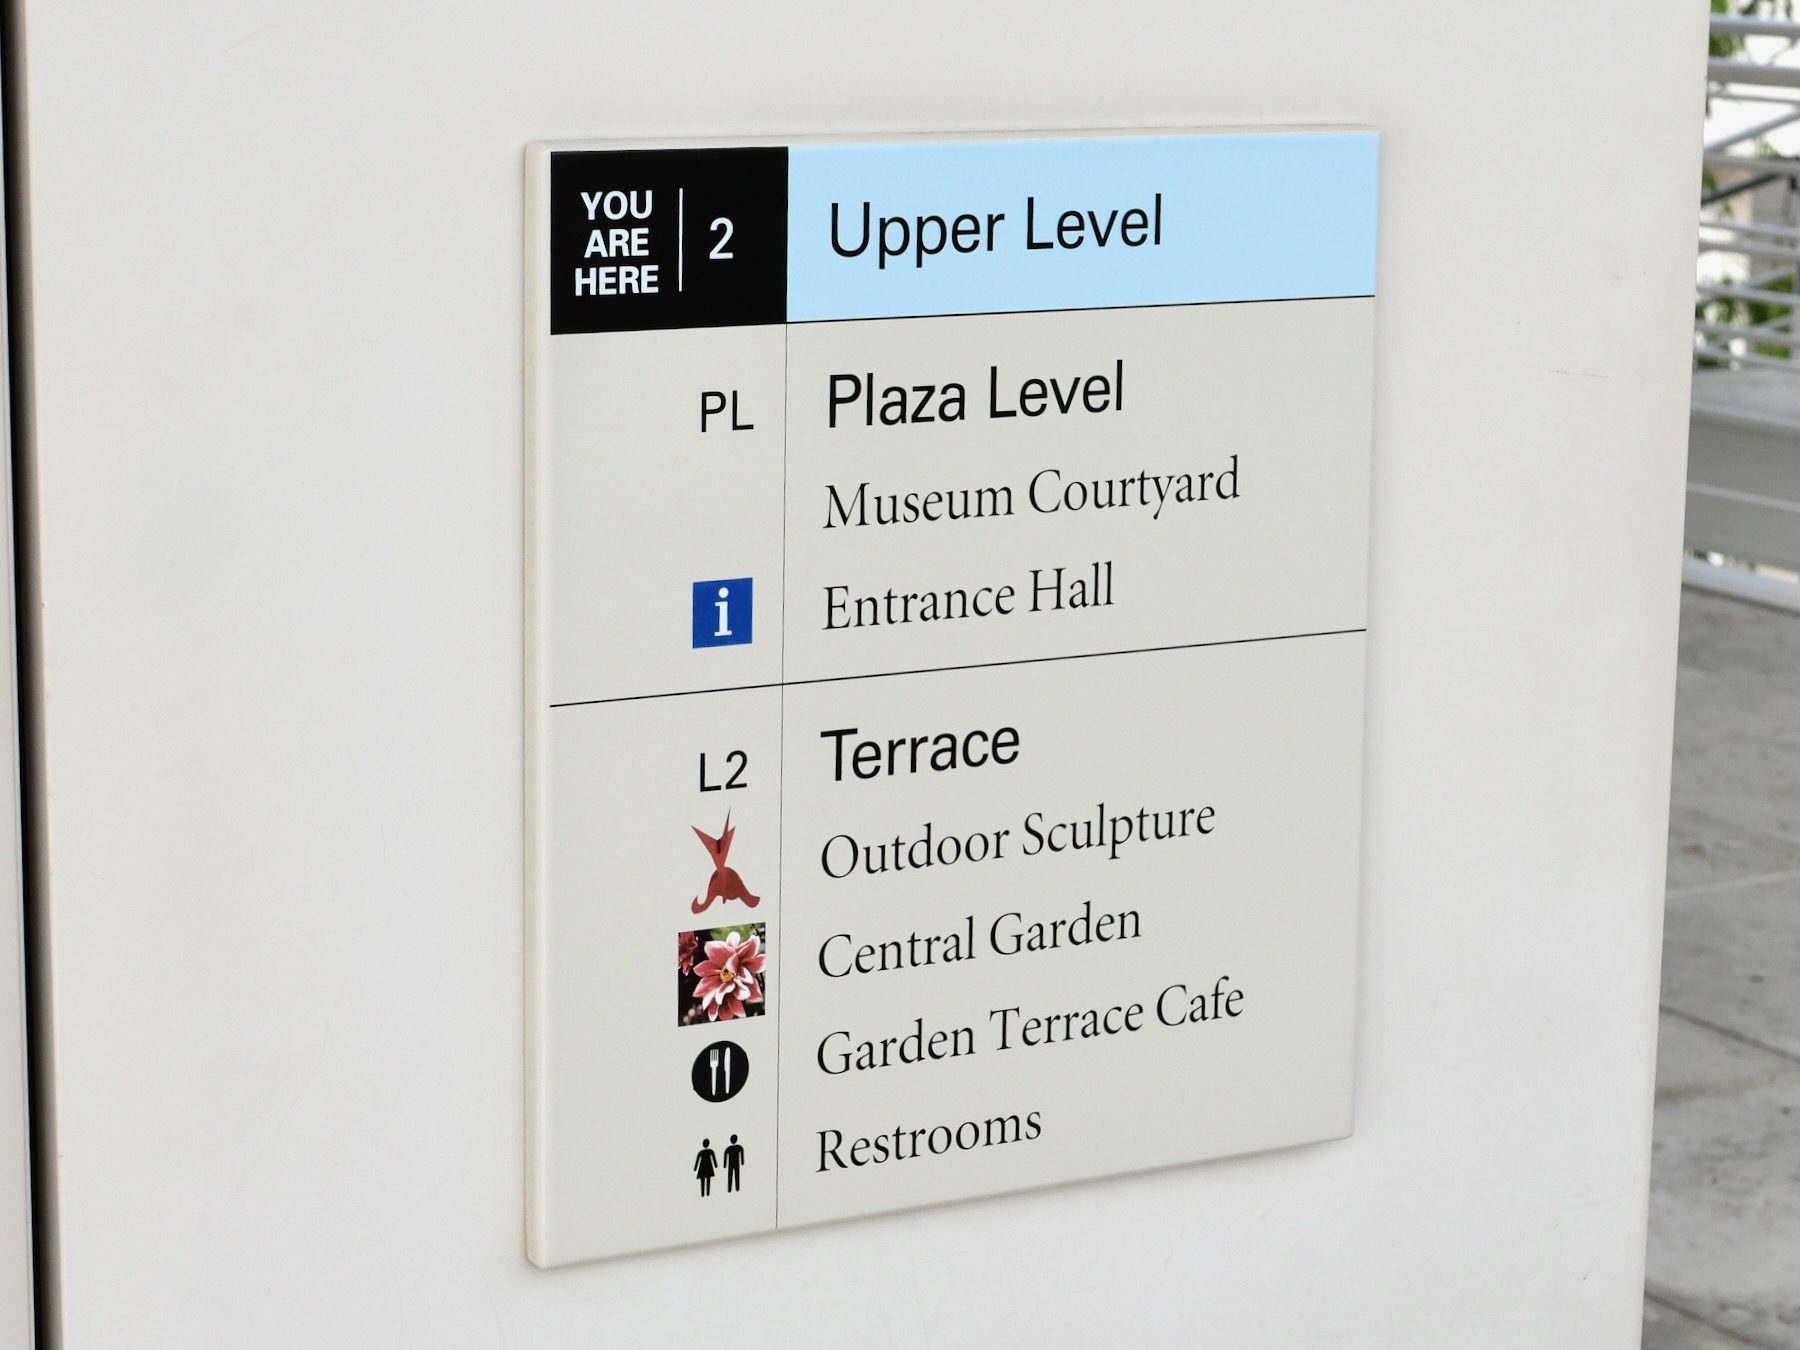 YOU
ARE
HERE
2
Upper Level
PL
Plaza Level
Museum Courtyard
i
Entrance Hall
L2
Terrace
Outdoor Sculpture
Central Garden
Garden Terrace Cafe
Restrooms